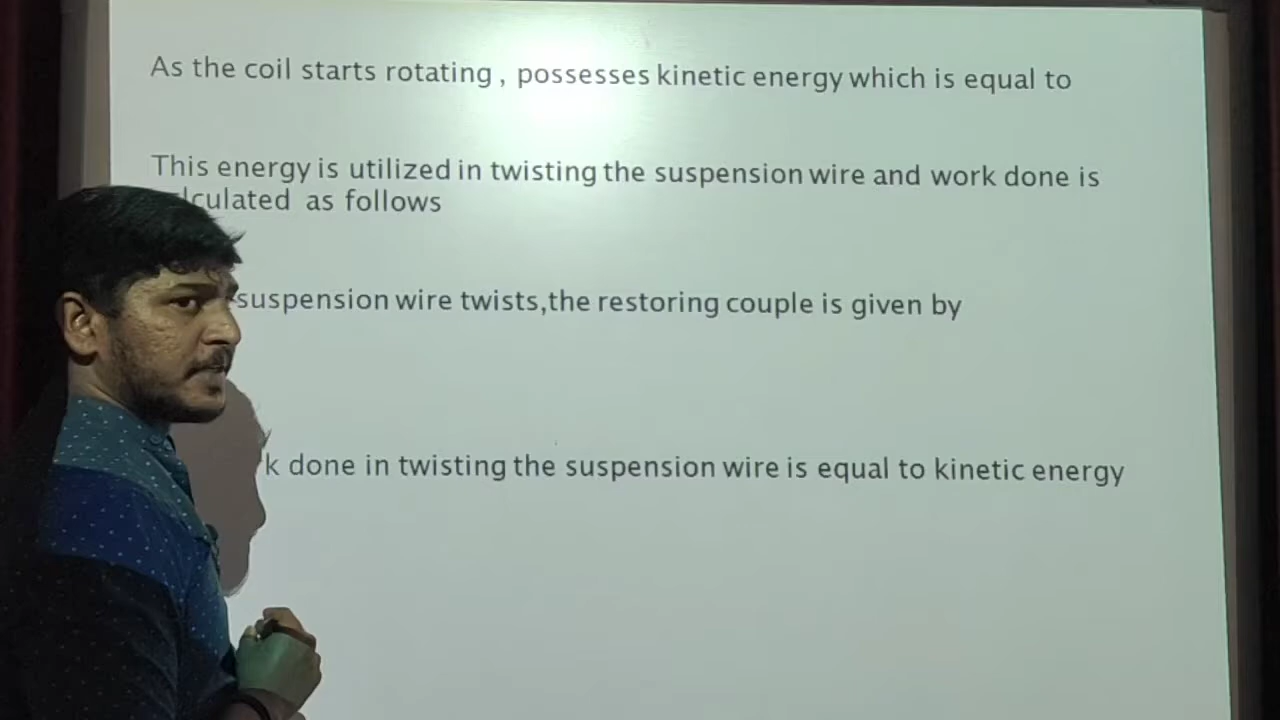 As the coil starts rotating , possesses kinetic energy which is equal to
This energy is utilized in twisting the suspension wire and work done is
as follows
suspension wire twists,the restoring couple is given by
done in twisting the suspension wire is equal to kinetic energy